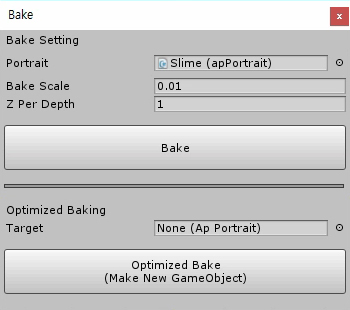 Bake
x
Bake Setting
Portrait Slime (apPortrait)
Bake Scale 0.01
Z Per Depth 1
Bake
Optimized Baking
Target None (Ap Portrait)
Optimized Bake
(Make New GameObject)